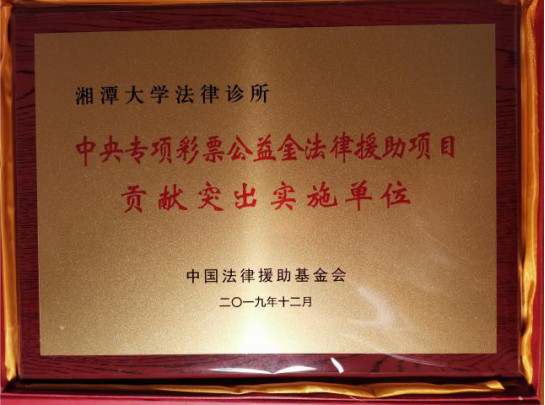 湘潭大学法律诊所
中央专项彩票公益金法律援助项目
贡献突出实施单位
中国法律援助基金会
二〇一九年十二月